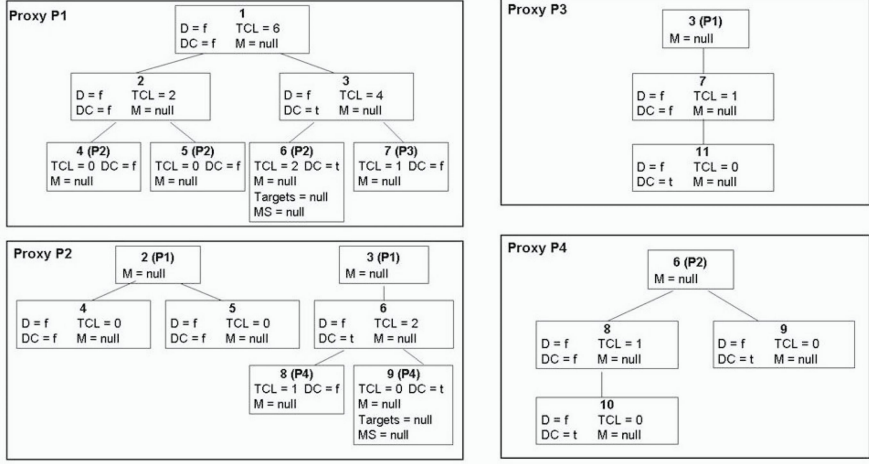 Proxy P1
1
D = f TCL = 6
DC = f M = null
2
D = f TCL = 2
DC = f M = null
3
D = f TCL = 4
DC = t M = null
4 (P2)
TCL = 0 DC = f
M = null
5 (P2)
TCL = 0 DC = f
M = null
6 (P2)
TCL = 2 DC = t
M = null
Targets = null
MS = null
7 (P3)
TCL = 1 DC = f
M = null
Proxy P3
3 (P1)
M = null
7
D = f TCL = 1
DC = f M = null
11
D = f TCL = 0
DC = t M = null
Proxy P2
2 (P1)
M = null
3 (P1)
M = null
4
D = f TCL = 0
DC = f M = null
5
D = f TCL = 0
DC = f M = null
6
D = f TCL = 2
DC = t M = null
8 (P4)
TCL = 1 DC = f
M = null
9 (P4)
TCL = 0 DC = t
M = null
Targets = null
MS = null
Proxy P4
6 (P2)
M = null
8
D = f TCL = 1
DC = f M = null
9
D = f TCL = 0
DC = t M = null
10
D = f TCL = 0
DC = t M = null